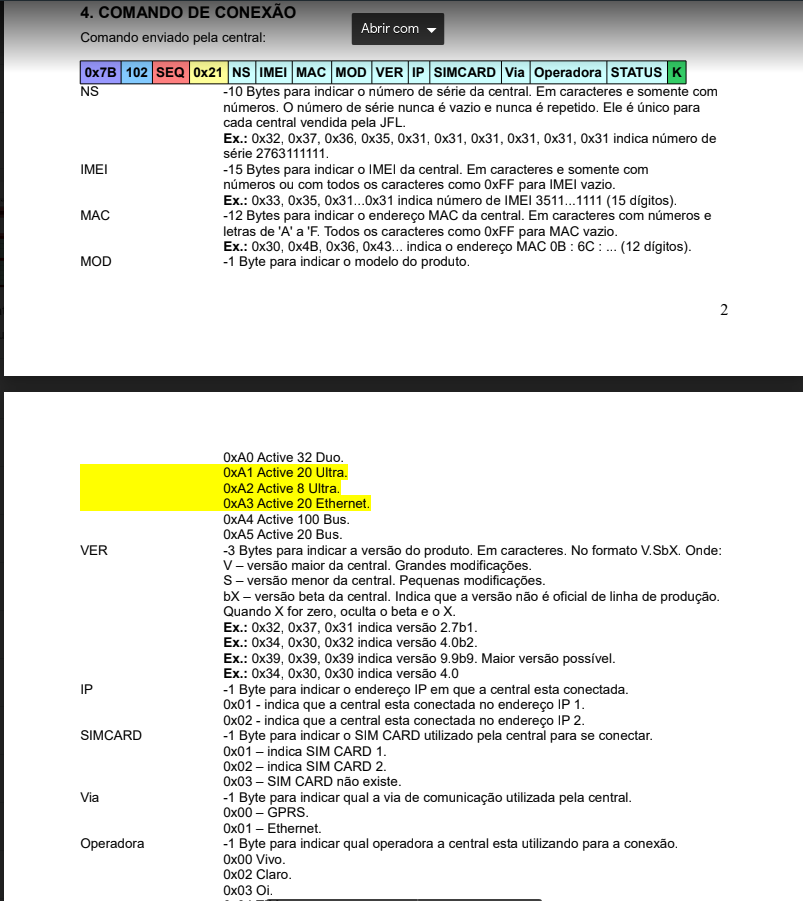 4. COMANDO DE CONEXÃO
Abrir com
Comando enviado pela central:
0x7B 102 SEQ 0x21 NS IMEI MAC MOD VER IP SIMCARD Via Operadora STATUS K
NS -10 Bytes para indicar o número de série da central. Em caracteres e somente com
números. O número de série nunca é vazio e nunca é repetido. Ele é único para
cada central vendida pela JFL.
Ex.: 0x32, 0x37, 0x36, 0x35, 0x31, 0x31, 0x31, 0x31, 0x31, 0x31 indica número de
série 2763111111.
IMEI -15 Bytes para indicar o IMEI da central. Em caracteres e somente com
números ou com todos os caracteres como 0xFF para IMEI vazio.
Ex.: 0x33, 0x35, 0x31...0x31 indica número de IMEI 3511...1111 (15 dígitos).
MAC -12 Bytes para indicar o endereço MAC da central. Em caracteres com números e
letras de 'A' a 'F. Todos os caracteres como 0xFF para MAC vazio.
Ex.: 0x30, 0x4B, 0x36, 0x43... indica o endereço MAC 0B : 6C : ... (12 dígitos).
MOD -1 Byte para indicar o modelo do produto.
2
0xA0 Active 32 Duo.
0xA1 Active 20 Ultra.
0xA2 Active 8 Ultra.
0xA3 Active 20 Ethernet.
0xA4 Active 100 Bus.
0xA5 Active 20 Bus.
VER -3 Bytes para indicar a versão do produto. Em caracteres. No formato V.SbX. Onde:
V – versão maior da central. Grandes modificações.
S – versão menor da central. Pequenas modificações.
bX – versão beta da central. Indica que a versão não é oficial de linha de produção.
Quando X for zero, oculta o beta e o X.
Ex.: 0x32, 0x37, 0x31 indica versão 2.7b1.
Ex.: 0x34, 0x30, 0x32 indica versão 4.0b2.
Ex.: 0x39, 0x39, 0x39 indica versão 9.9b9. Maior versão possível.
Ex.: 0x34, 0x30, 0x30 indica versão 4.0
IP -1 Byte para indicar o endereço IP em que a central esta conectada.
0x01 - indica que a central esta conectada no endereço IP 1.
0x02 - indica que a central esta conectada no endereço IP 2.
SIMCARD -1 Byte para indicar o SIM CARD utilizado pela central para se conectar.
0x01 – indica SIM CARD 1.
0x02 – indica SIM CARD 2.
0x03 – SIM CARD não existe.
Via -1 Byte para indicar qual a via de comunicação utilizada pela central.
0x00 – GPRS.
0x01 – Ethernet.
Operadora -1 Byte para indicar qual operadora a central esta utilizando para a conexão.
0x00 Vivo.
0x02 Claro.
0x03 Oi.